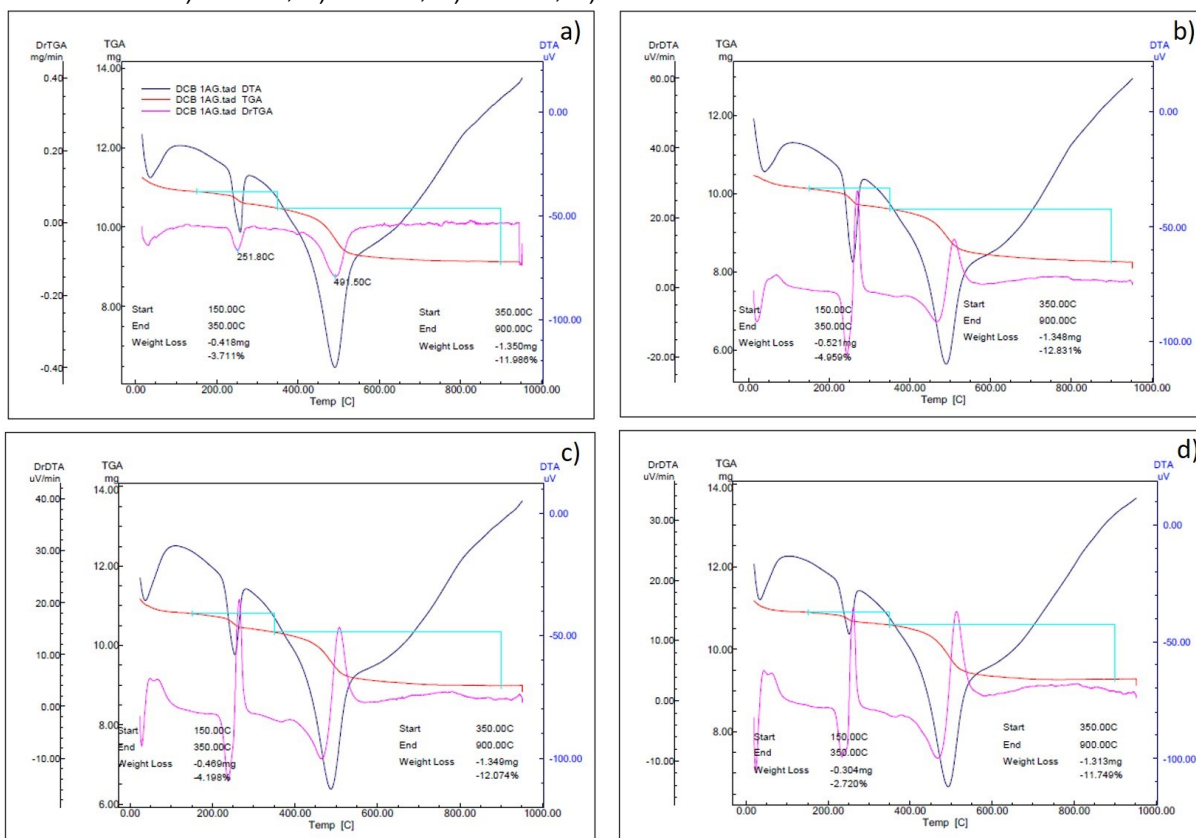 a)
DrTGA
mg/min
TGA
mg
DTA
uV
14.00
0.40
DCB 1AG.tad DTA
DCB 1AG.tad TGA
DCB 1AG.tad DrTGA
0.00
12.00
0.20
0.00
10.00
-50.00
251.80C
491.50C
-0.20
8.00
-100.00
-0.40
Start 150.00C
End 350.00C
Weight Loss -0.418mg
-3.711%
Start 350.00C
End 900.00C
Weight Loss -1.350mg
-11.986%
0.00 200.00 400.00 600.00 800.00 1000.00
Temp [C]
b)
DrDTA
uV/min
TGA
mg
DTA
uV
60.00
12.00
0.00
40.00
10.00
20.00
-50.00
8.00
0.00
6.00
-20.00
-100.00
Start 150.00C
End 350.00C
Weight Loss -0.521mg
-4.959%
Start 350.00C
End 900.00C
Weight Loss -1.348mg
-12.831%
0.00 200.00 400.00 600.00 800.00 1000.00
Temp [C]
c)
DrDTA
uV/min
TGA
mg
DTA
uV
14.00
40.00
0.00
30.00
12.00
20.00
10.00
-50.00
10.00
0.00
8.00
-10.00
-100.00
6.00
Start 150.00C
End 350.00C
Weight Loss -0.469mg
-4.198%
Start 350.00C
End 900.00C
Weight Loss -1.349mg
-12.074%
0.00 200.00 400.00 600.00 800.00 1000.00
Temp [C]
d)
DrDTA
uV/min
TGA
mg
DTA
uV
14.00
30.00
0.00
12.00
20.00
10.00
10.00
-50.00
0.00
8.00
-10.00
-100.00
Start 150.00C
End 350.00C
Weight Loss -0.304mg
-2.720%
Start 350.00C
End 900.00C
Weight Loss -1.313mg
-11.749%
0.00 200.00 400.00 600.00 800.00 1000.00
Temp [C]